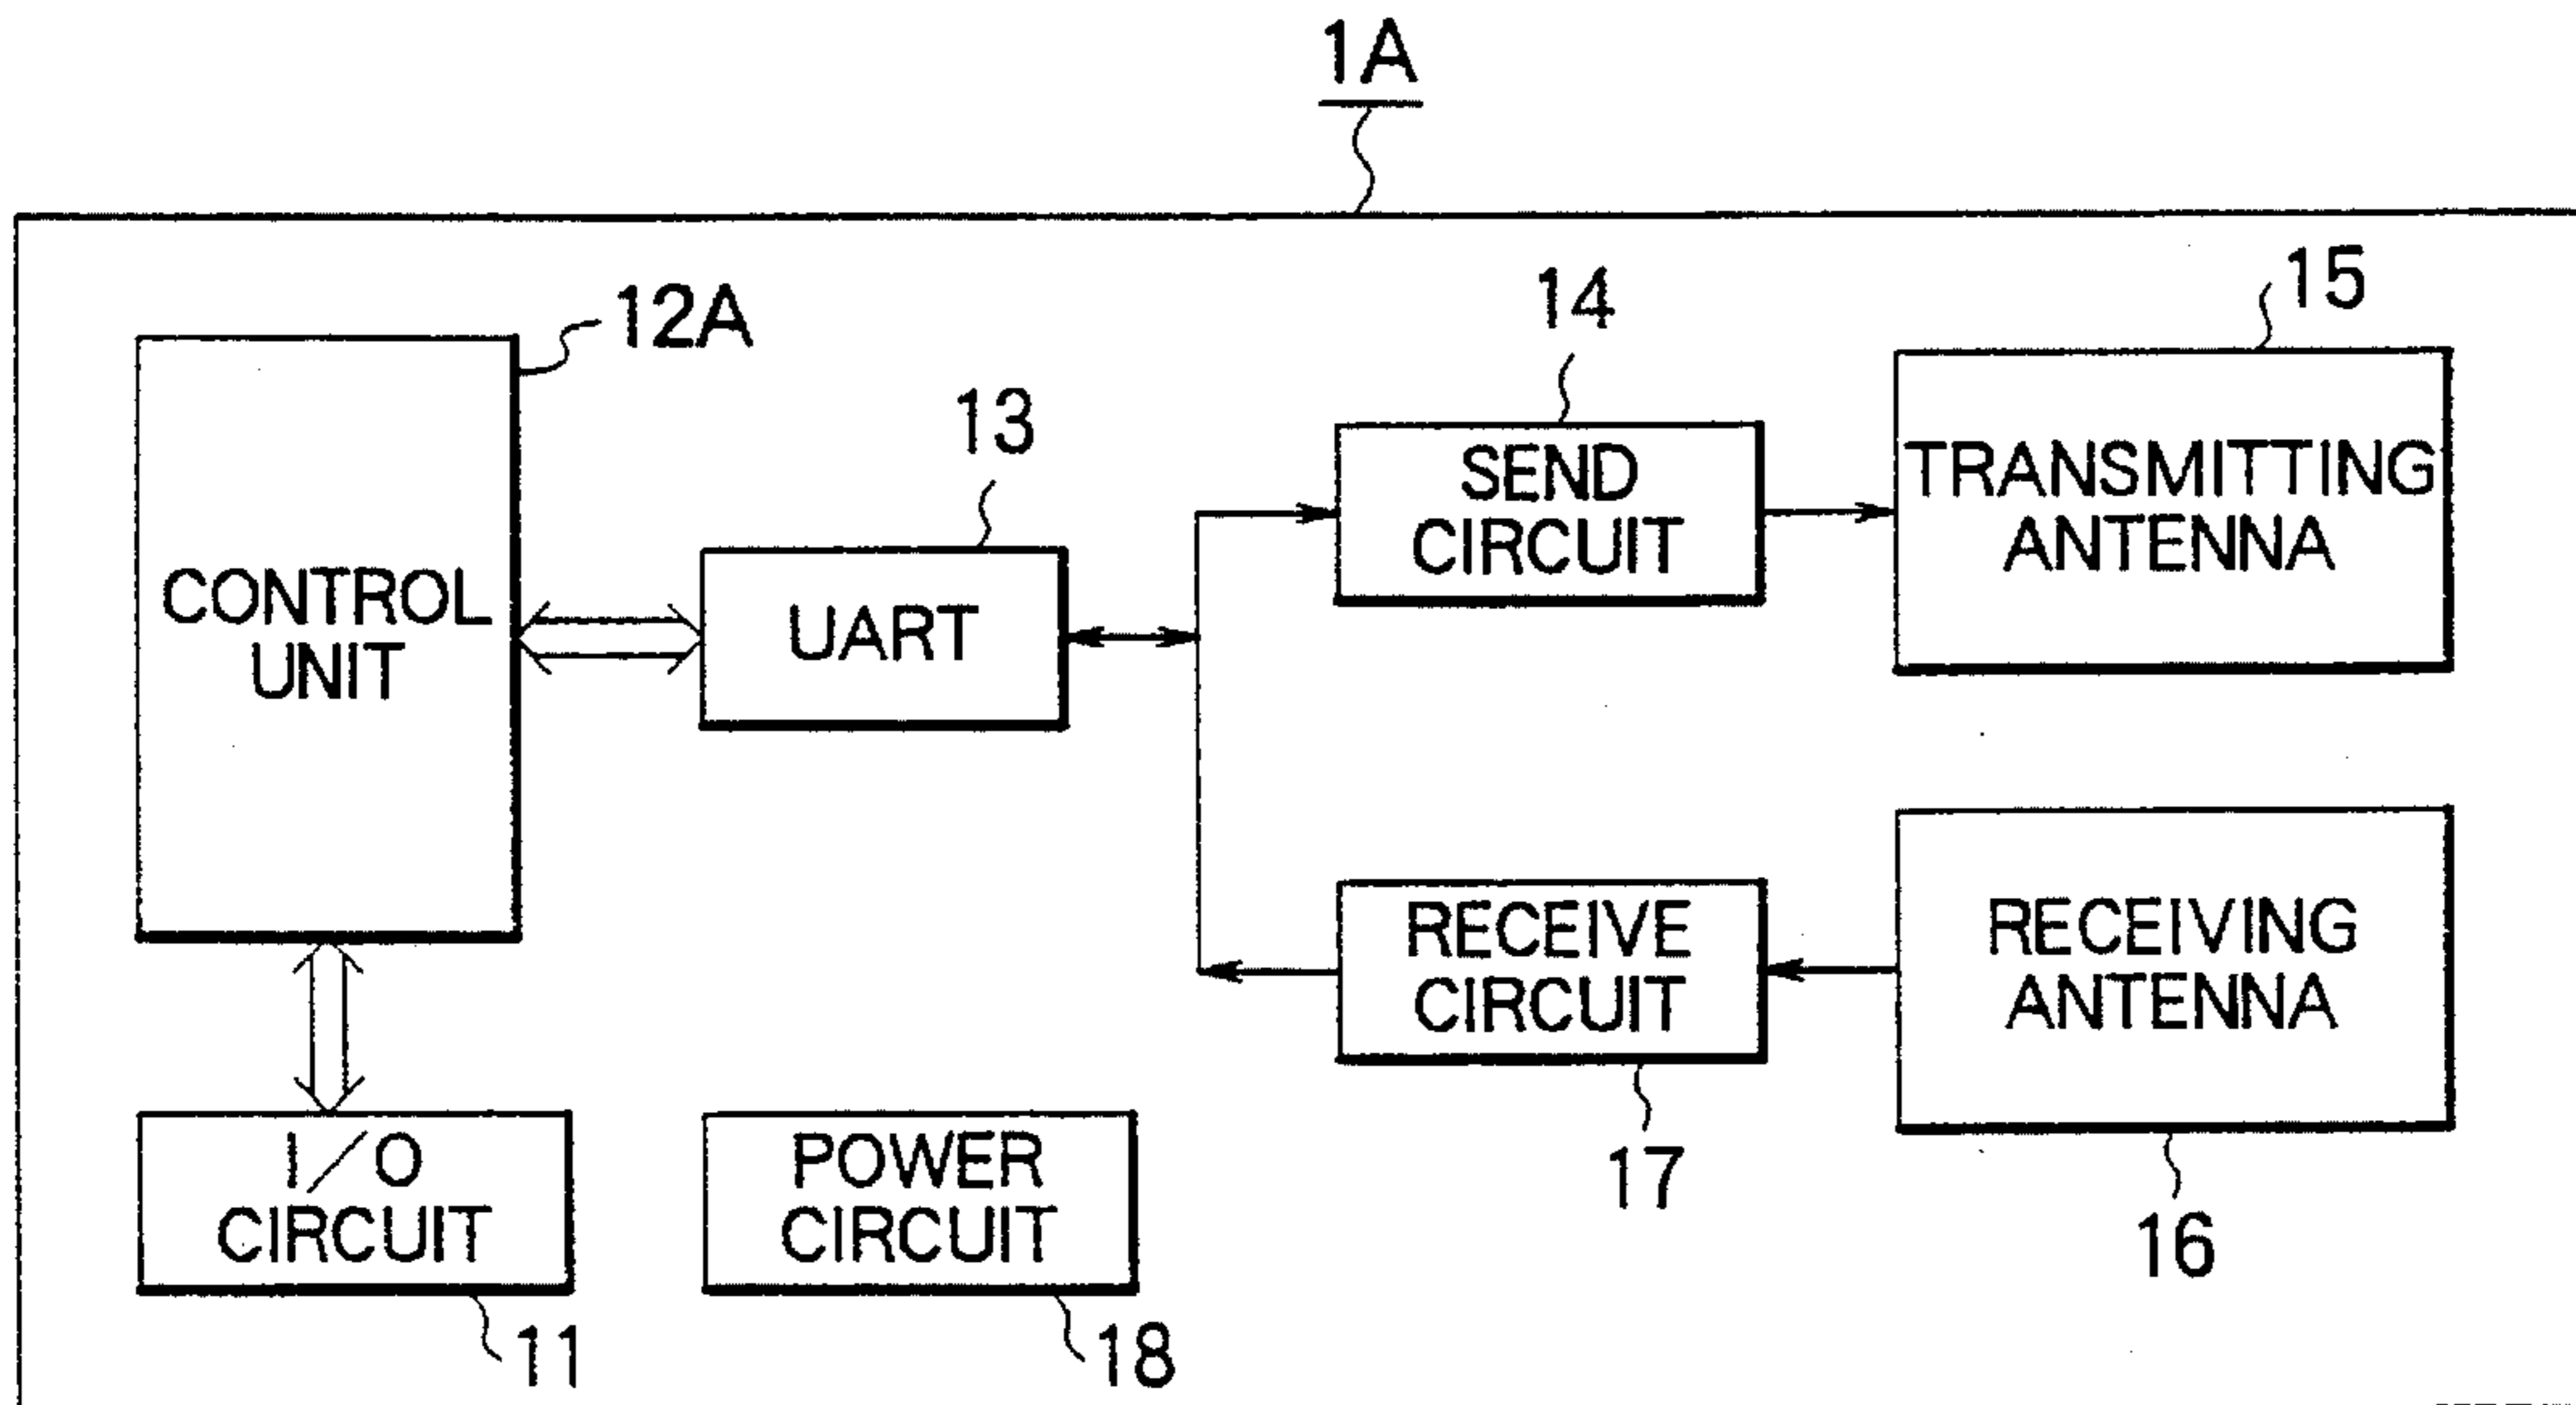 1A
12A
13
14
15
CONTROL
UNIT
UART
SEND
CIRCUIT
TRANSMITTING
ANTENNA
RECEIVE
CIRCUIT
RECEIVING
ANTENNA
17
16
I/O
CIRCUIT
POWER
CIRCUIT
11
18